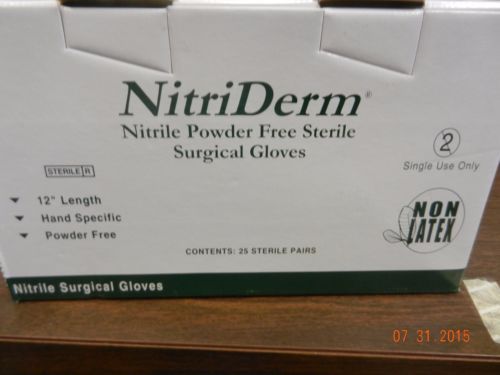 NitriDerm®
Nitrile Powder Free Sterile
Surgical Gloves
2
Single Use Only
STERILE R
12" Length
Hand Specific
Powder Free
NON
LATEX
CONTENTS: 25 STERILE PAIRS
Nitrile Surgical Gloves
07 31 2015